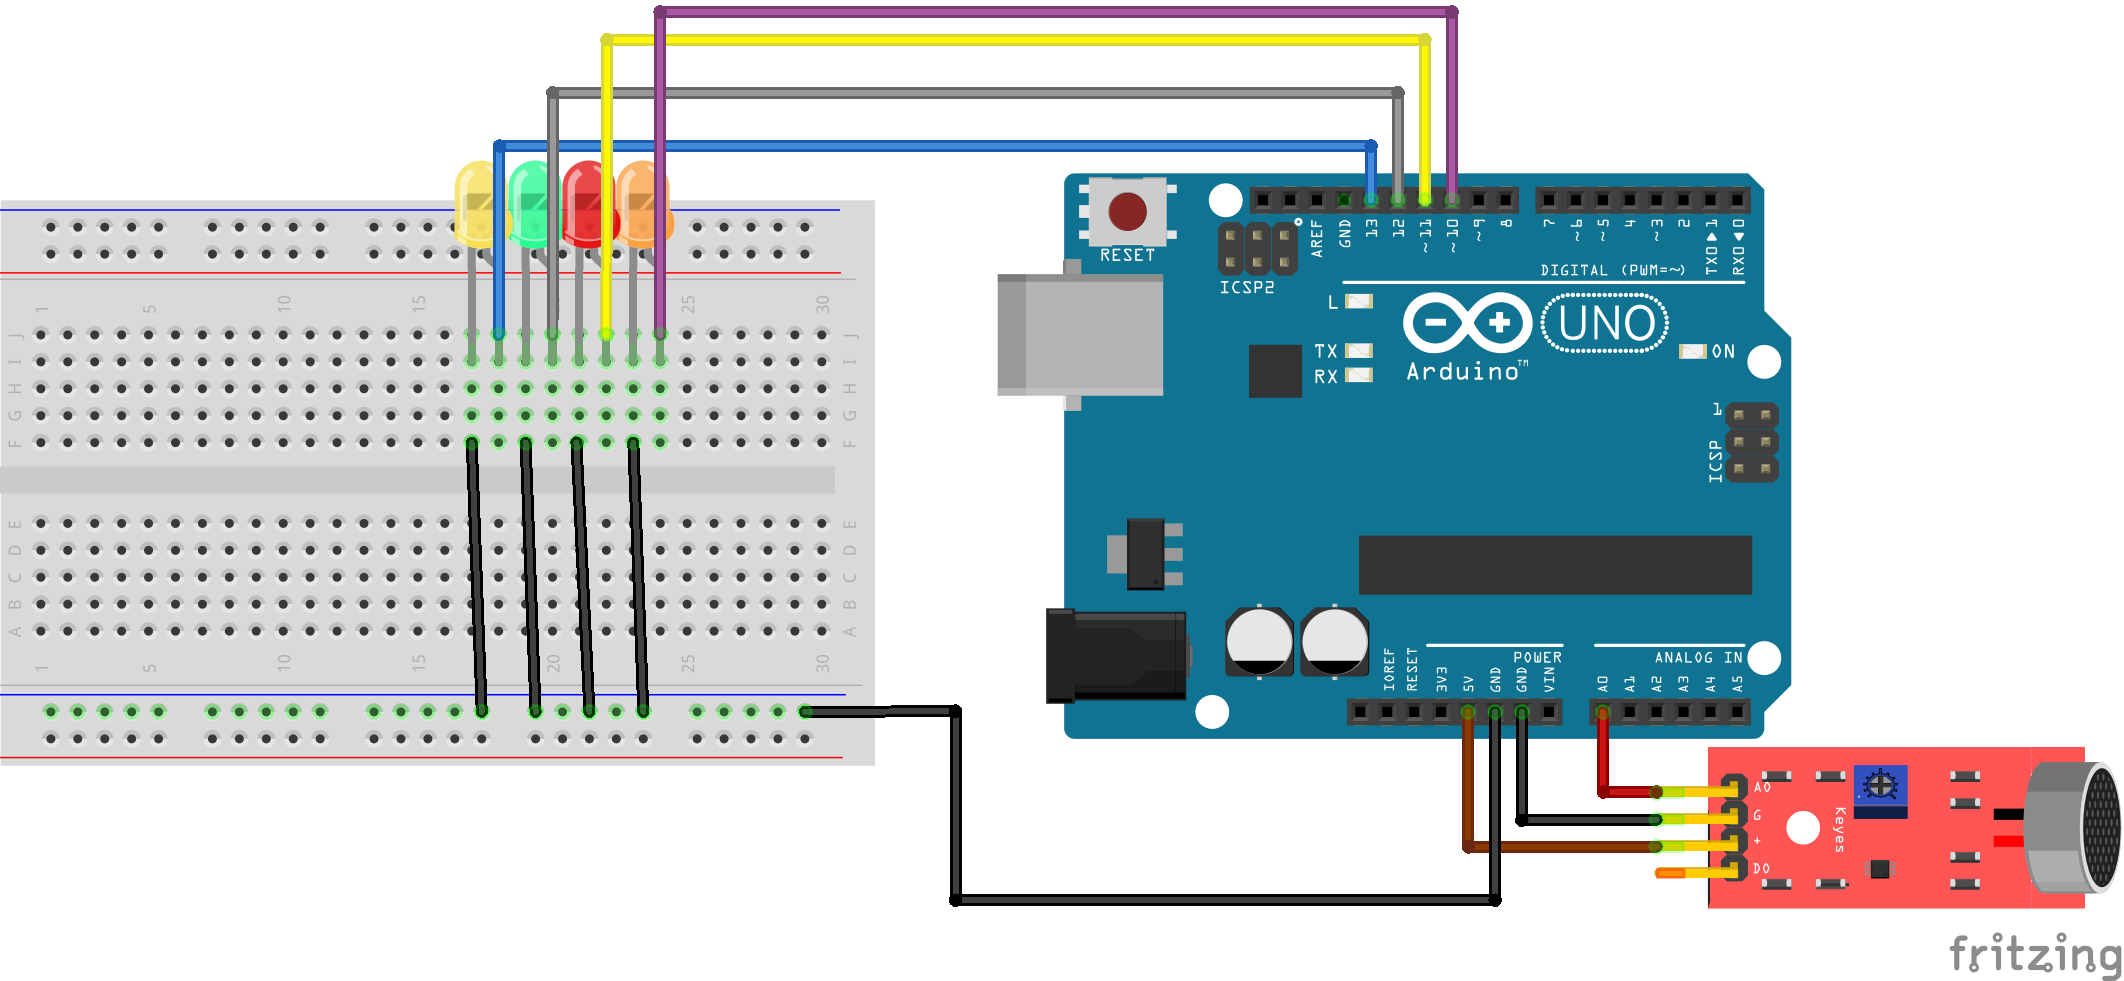 1 5 10 15 20 25 30
J J
I I
H H
G G
F F
E E
D D
C C
B B
A A
1 5 10 15 20 25 30
RESET
ICSP2
AREF
GND
13
12
~11
~10
~9
8
7
~6
~5
4
~3
2
TX0▶1
RX0◀0
DIGITAL (PWM=~)
L
TX
RX
Arduino™
UNO
ON
1
ICSP
IOREF
RESET
3V3
5V
GND
GND
VIN
POWER
A0
A1
A2
A3
A4
A5
ANALOG IN
A0
G
+
D0
Keyes
fritzing